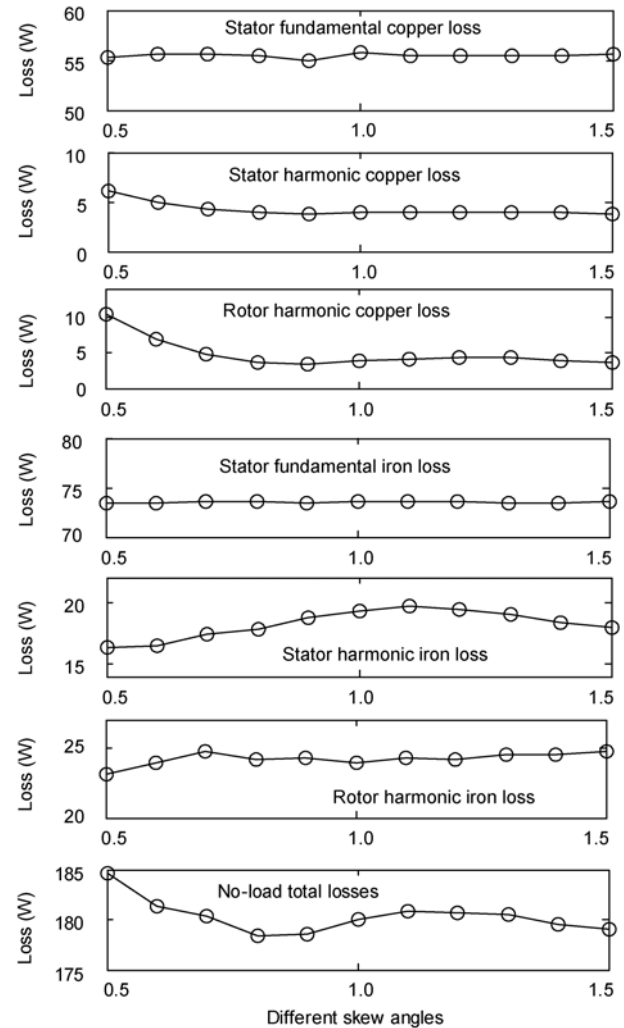 60
Stator fundamental copper loss
Loss (W)
55
50
0.5 1.0 1.5
10
Stator harmonic copper loss
Loss (W)
5
0
0.5 1.0 1.5
Rotor harmonic copper loss
10
Loss (W)
5
0
0.5 1.0 1.5
80
Stator fundamental iron loss
Loss (W)
75
70
0.5 1.0 1.5
20
Loss (W)
Stator harmonic iron loss
15
0.5 1.0 1.5
25
Loss (W)
Rotor harmonic iron loss
20
0.5 1.0 1.5
185
No-load total losses
Loss (W)
180
175
0.5 1.0 1.5
Different skew angles